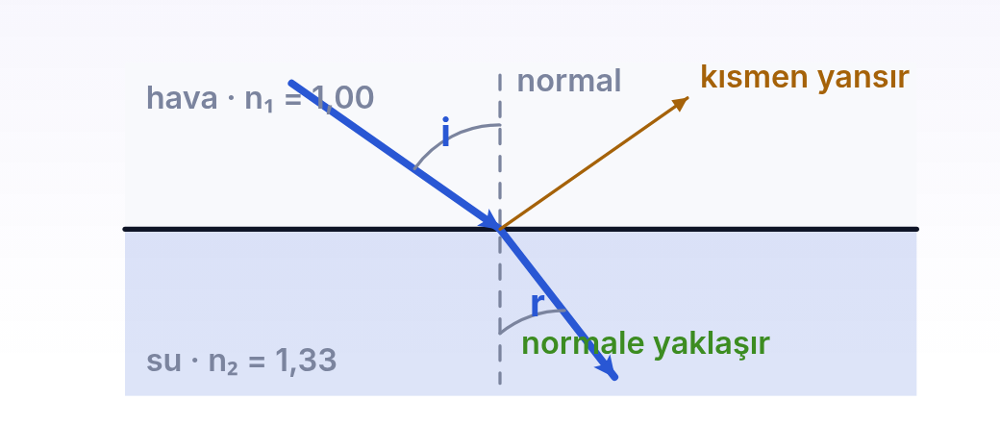 kısmen yansır
normal
hava · n₁ = 1,00
i
r
normale yaklaşır
su · n₂ = 1,33